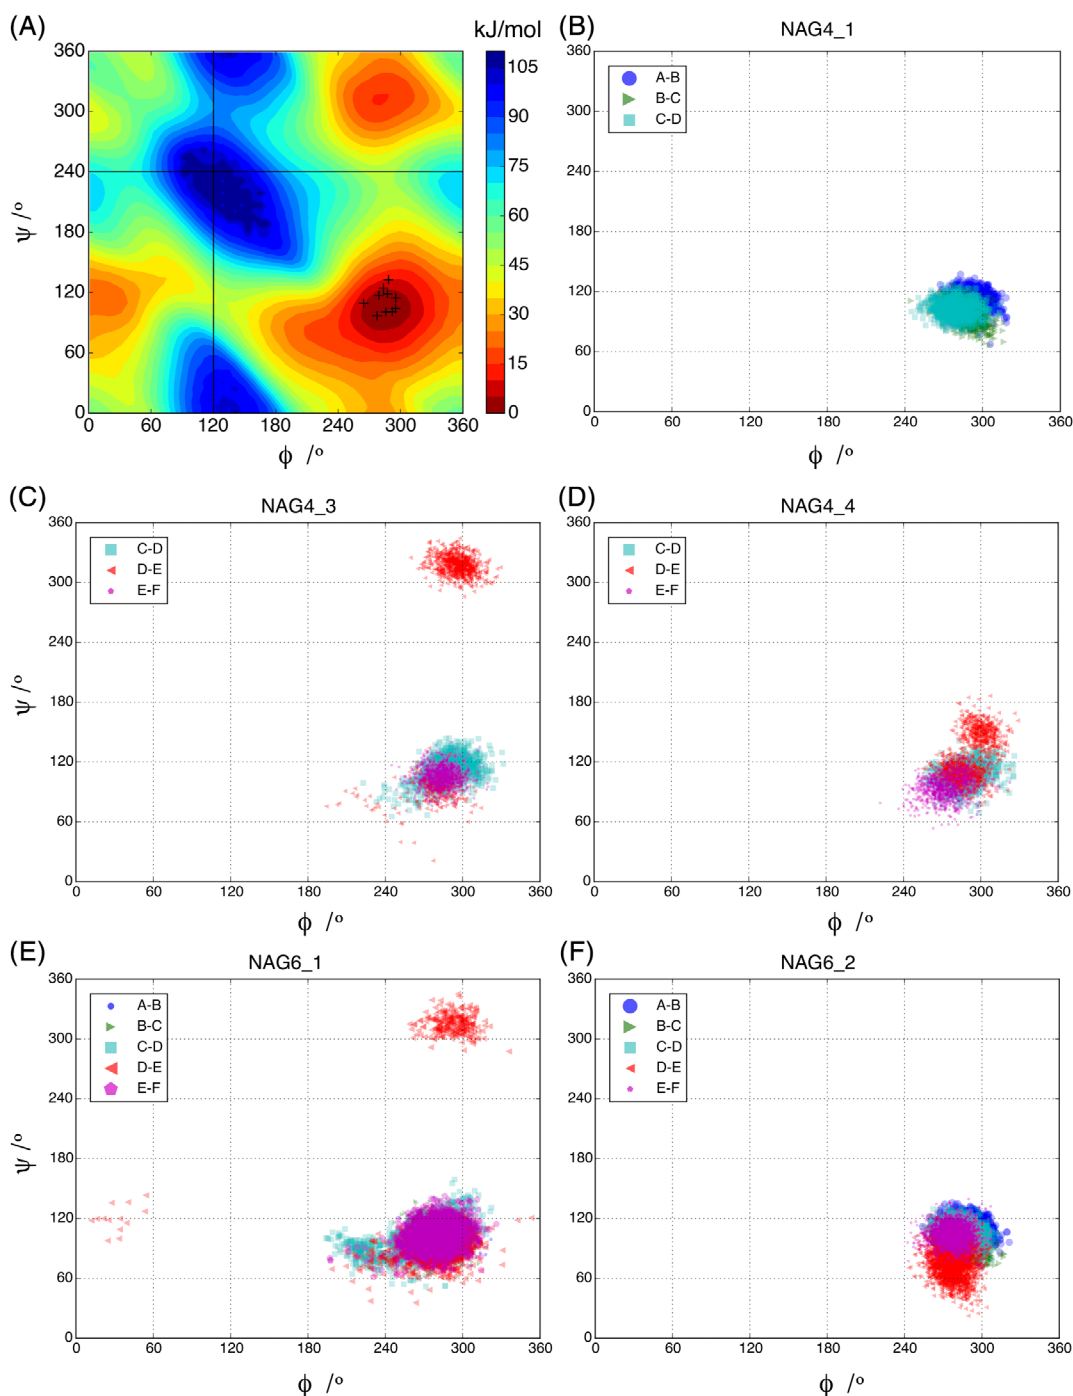 (A)
kJ/mol
360
300
240
180
120
60
0
0 60 120 180 240 300 360
ψ /º
ϕ /º
105
90
75
60
45
30
15
0
(B)
NAG4_1
360
300
240
180
120
60
0
0 60 120 180 240 300 360
A-B
B-C
C-D
ϕ /º
(C)
NAG4_3
360
300
240
180
120
60
0
0 60 120 180 240 300 360
C-D
D-E
E-F
ψ /º
ϕ /º
(D)
NAG4_4
360
300
240
180
120
60
0
0 60 120 180 240 300 360
C-D
D-E
E-F
ϕ /º
(E)
NAG6_1
360
300
240
180
120
60
0
0 60 120 180 240 300 360
A-B
B-C
C-D
D-E
E-F
ψ /º
ϕ /º
(F)
NAG6_2
360
300
240
180
120
60
0
0 60 120 180 240 300 360
A-B
B-C
C-D
D-E
E-F
ϕ /º